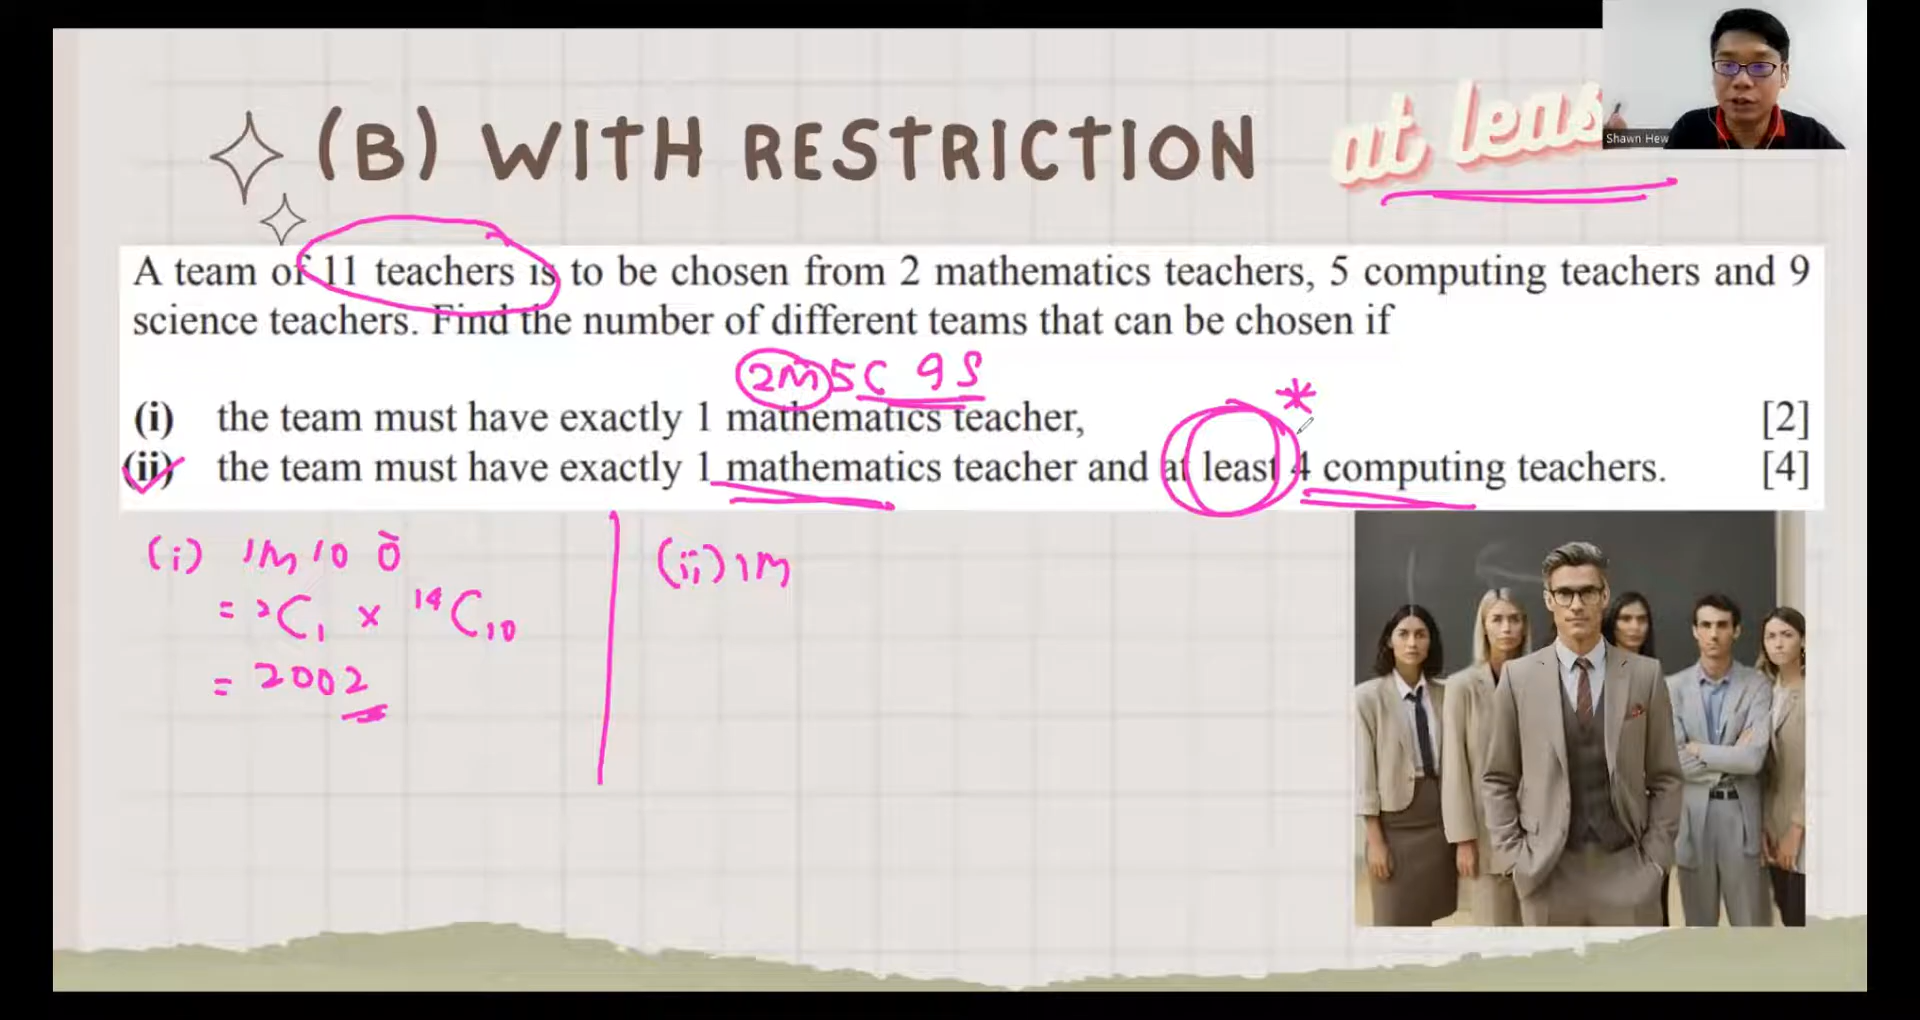 (B) WITH RESTRICTION
at leas
Shawn Hew
A team of 11 teachers is to be chosen from 2 mathematics teachers, 5 computing teachers and 9
science teachers. Find the number of different teams that can be chosen if
2M 5C 9S
*
(i) the team must have exactly 1 mathematics teacher, [2]
(ii) the team must have exactly 1 mathematics teacher and at least 4 computing teachers. [4]
(i) 1M 10 Ō
= ²C₁ × ¹⁴C₁₀
= 2002
(ii) 1M